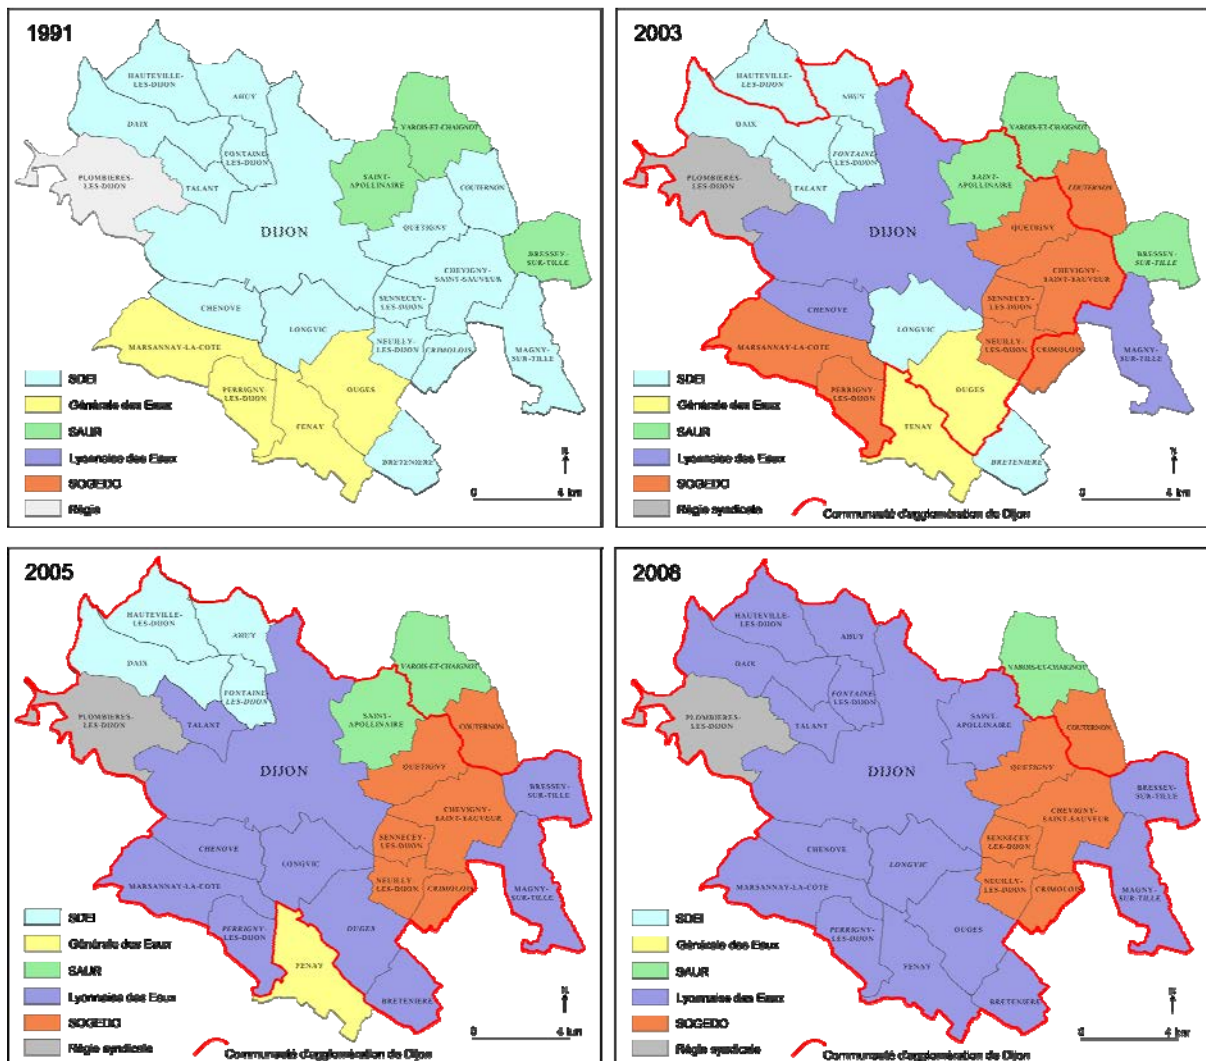 1991
HAUTEVILLE-
LES-DIJON
AHUY
DAIX
FONTAINE-
LES-DIJON
VAROIS-ET-CHAIGNOT
PLOMBIERES-
LES-DIJON
TALANT
SAINT-
APOLLINAIRE
COUTERNON
DIJON
QUETIGNY
BRESSEY-
SUR-TILLE
CHEVIGNY-
SAINT-SAUVEUR
CHENOVE
SENNECEY-
LES-DIJON
LONGVIC
MARSANNAY-LA-COTE
NEUILLY-
LES-DIJON
CRIMOLOIS
MAGNY-
SUR-TILLE
PERRIGNY-
LES-DIJON
OUGES
FENAY
BRETENIERE
SDEI
Générale des Eaux
SAUR
Lyonnaise des Eaux
SOGEDO
Régie
N
0 4 km
2003
HAUTEVILLE-
LES-DIJON
AHUY
DAIX
FONTAINE-
LES-DIJON
VAROIS-ET-CHAIGNOT
PLOMBIERES-
LES-DIJON
TALANT
SAINT-
APOLLINAIRE
COUTERNON
DIJON
QUETIGNY
BRESSEY-
SUR-TILLE
CHEVIGNY-
SAINT-SAUVEUR
CHENOVE
SENNECEY-
LES-DIJON
LONGVIC
MARSANNAY-LA-COTE
NEUILLY-
LES-DIJON
CRIMOLOIS
MAGNY-
SUR-TILLE
PERRIGNY-
LES-DIJON
OUGES
FENAY
BRETENIERE
SDEI
Générale des Eaux
SAUR
Lyonnaise des Eaux
SOGEDO
Régie syndicale
Communauté d'agglomération de Dijon
N
0 4 km
2005
HAUTEVILLE-
LES-DIJON
AHUY
DAIX
FONTAINE-
LES-DIJON
VAROIS-ET-CHAIGNOT
PLOMBIERES-
LES-DIJON
TALANT
SAINT-
APOLLINAIRE
COUTERNON
DIJON
QUETIGNY
BRESSEY-
SUR-TILLE
CHEVIGNY-
SAINT-SAUVEUR
CHENOVE
SENNECEY-
LES-DIJON
LONGVIC
MARSANNAY-LA-COTE
NEUILLY
LES-DIJON
CRIMOLOIS
MAGNY-
SUR-TILLE
PERRIGNY-
LES-DIJON
OUGES
FENAY
BRETENIERE
SDEI
Générale des Eaux
SAUR
Lyonnaise des Eaux
SOGEDO
Régie syndicale
Communauté d'agglomération de Dijon
N
0 4 km
2008
HAUTEVILLE-
LES-DIJON
AHUY
DAIX
FONTAINE-
LES-DIJON
VAROIS-ET-CHAIGNOT
PLOMBIERES-
LES-DIJON
TALANT
SAINT-
APOLLINAIRE
COUTERNON
DIJON
QUETIGNY
BRESSEY-
SUR-TILLE
CHEVIGNY-
SAINT-SAUVEUR
CHENOVE
SENNECEY-
LES-DIJON
LONGVIC
MARSANNAY-LA-COTE
NEUILLY-
LES-DIJON
CRIMOLOIS
MAGNY-
SUR-TILLE
PERRIGNY-
LES-DIJON
OUGES
FENAY
BRETENIERE
SDEI
Générale des Eaux
SAUR
Lyonnaise des Eaux
SOGEDO
Régie syndicale
Communauté d'agglomération de Dijon
N
0 4 km